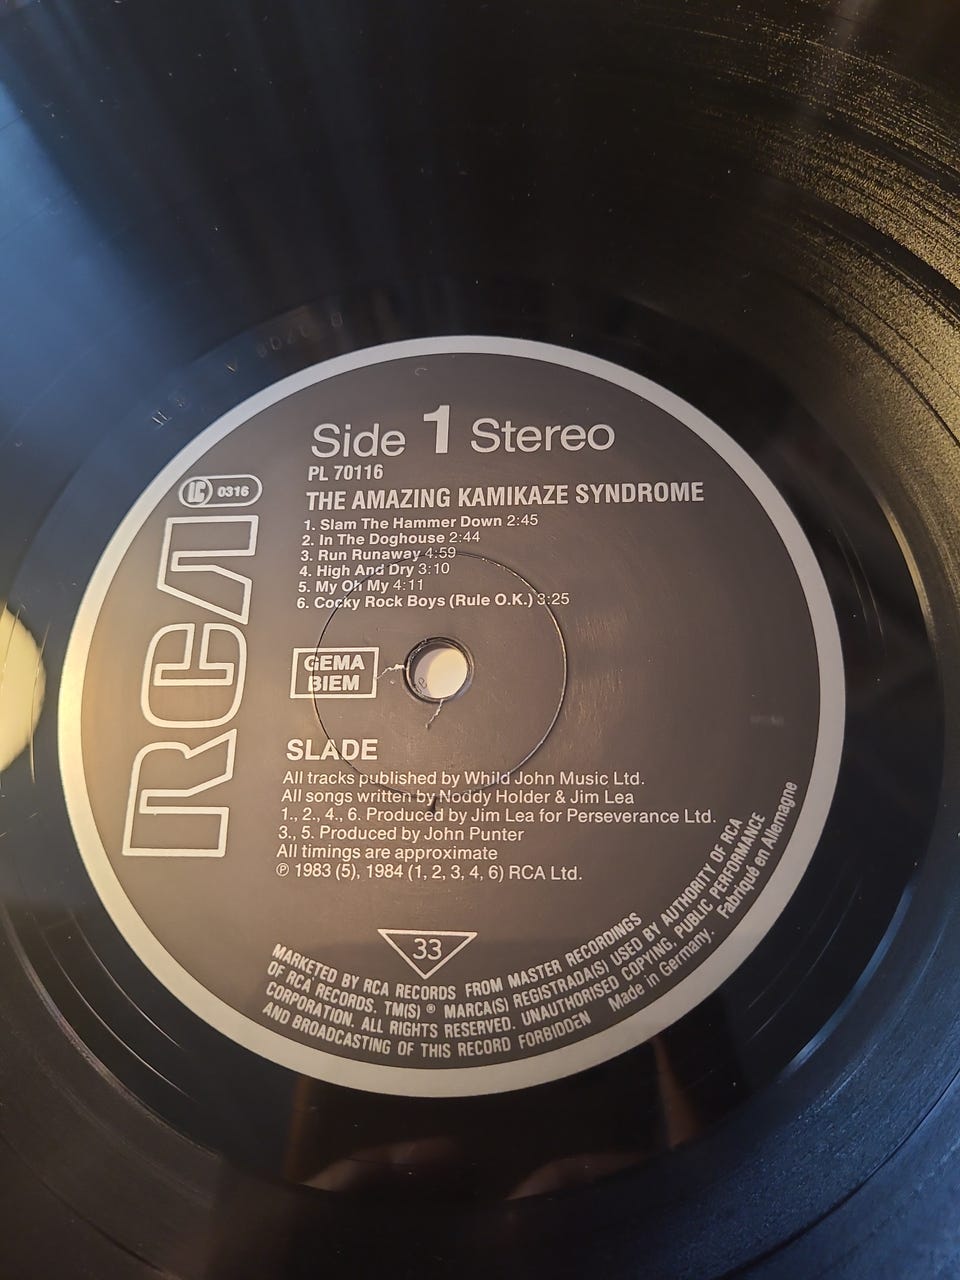 Side 1 Stereo
PL 70116
THE AMAZING KAMIKAZE SYNDROME
1. Slam The Hammer Down 2:45
2. In The Doghouse 2:44
3. Run Runaway 4:59
4. High And Dry 3:10
5. My Oh My 4:11
6. Cocky Rock Boys (Rule O.K.) 3:25
LC 0316
RCA
GEMA
BIEM
SLADE
All tracks published by Whild John Music Ltd.
All songs written by Noddy Holder & Jim Lea
1., 2., 4., 6. Produced by Jim Lea for Perseverance Ltd.
3., 5. Produced by John Punter
All timings are approximate
℗ 1983 (5), 1984 (1, 2, 3, 4, 6) RCA Ltd.
33
MARKETED BY RCA RECORDS FROM MASTER RECORDINGS
OF RCA RECORDS. TM(S) ® MARCA(S) REGISTRADA(S) USED BY AUTHORITY OF RCA
CORPORATION. ALL RIGHTS RESERVED. UNAUTHORISED COPYING, PUBLIC PERFORMANCE
AND BROADCASTING OF THIS RECORD FORBIDDEN Made in Germany. Fabriqué en Allemagne